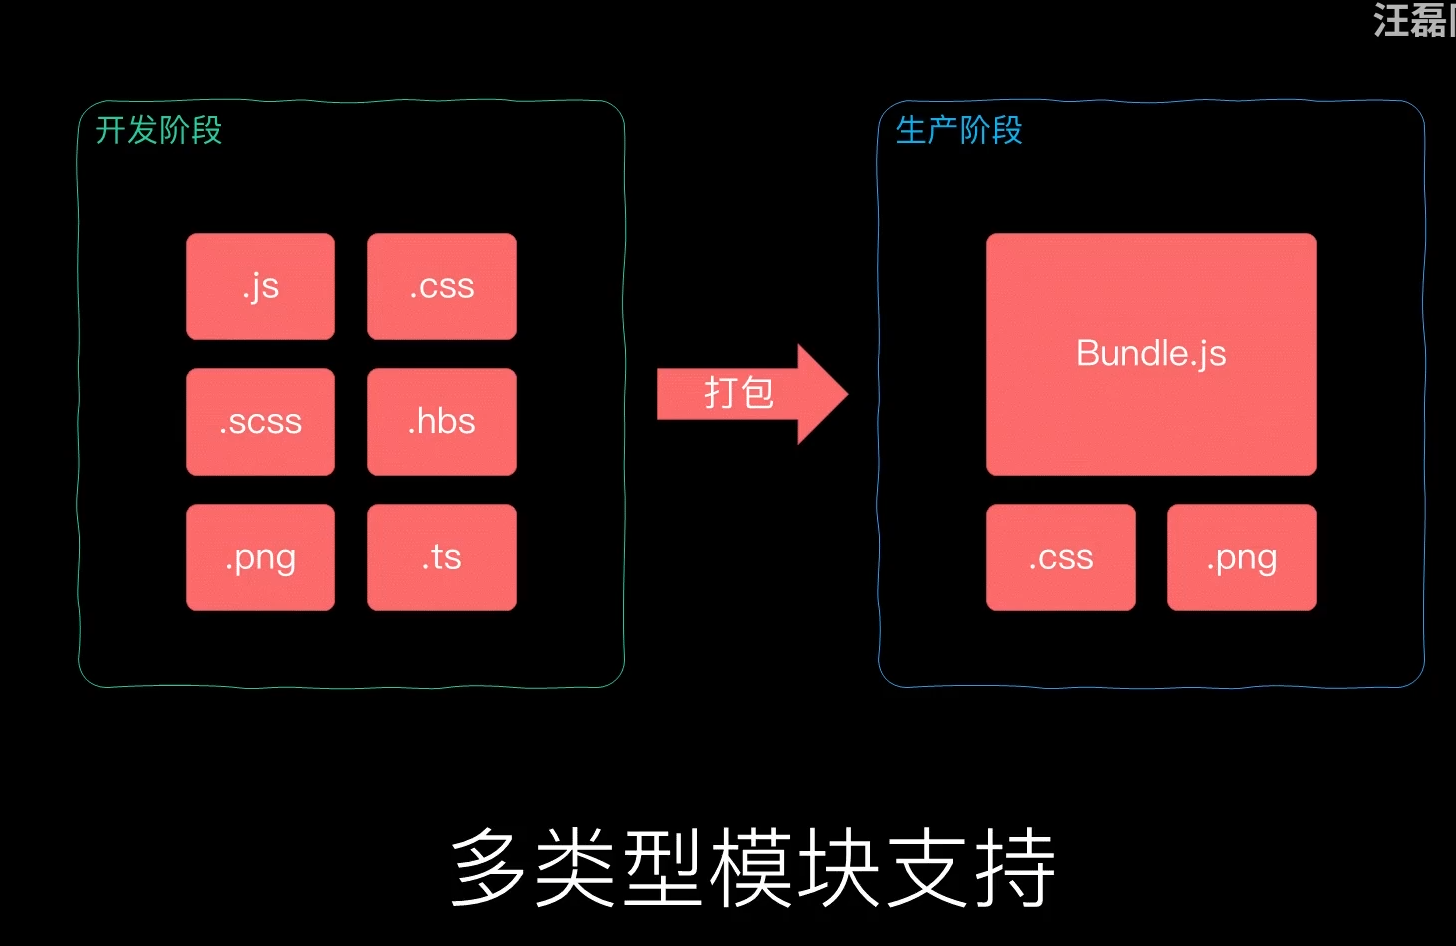 汪磊
开发阶段
生产阶段
.js
.css
.scss
.hbs
.png
.ts
打包
Bundle.js
.css
.png
多类型模块支持